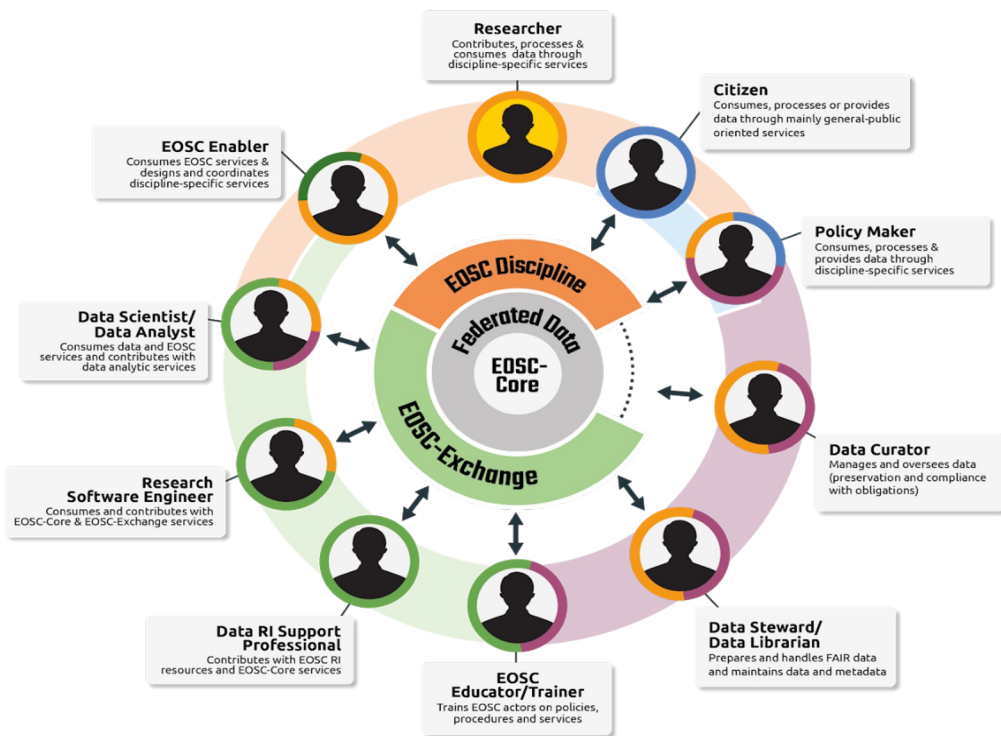 Researcher
Contributes, processes &
consumes data through
discipline-specific services
Citizen
Consumes, processes or provides
data through mainly general-public
oriented services
EOSC Enabler
Consumes EOSC services &
designs and coordinates
discipline-specific services
Policy Maker
Consumes, processes &
provides data through
discipline-specific services
EOSC Discipline
Federated Data
EOSC-
Core
EOSC-Exchange
Data Scientist/
Data Analyst
Consumes data and EOSC
services and contributes with
data analytic services
Data Curator
Manages and oversees data
(preservation and compliance
with obligations)
Research
Software Engineer
Consumes and contributes with
EOSC-Core & EOSC-Exchange services
Data RI Support
Professional
Contributes with EOSC RI
resources and EOSC-Core services
EOSC
Educator/Trainer
Trains EOSC actors on policies,
procedures and services
Data Steward/
Data Librarian
Prepares and handles FAIR data
and maintains data and metadata